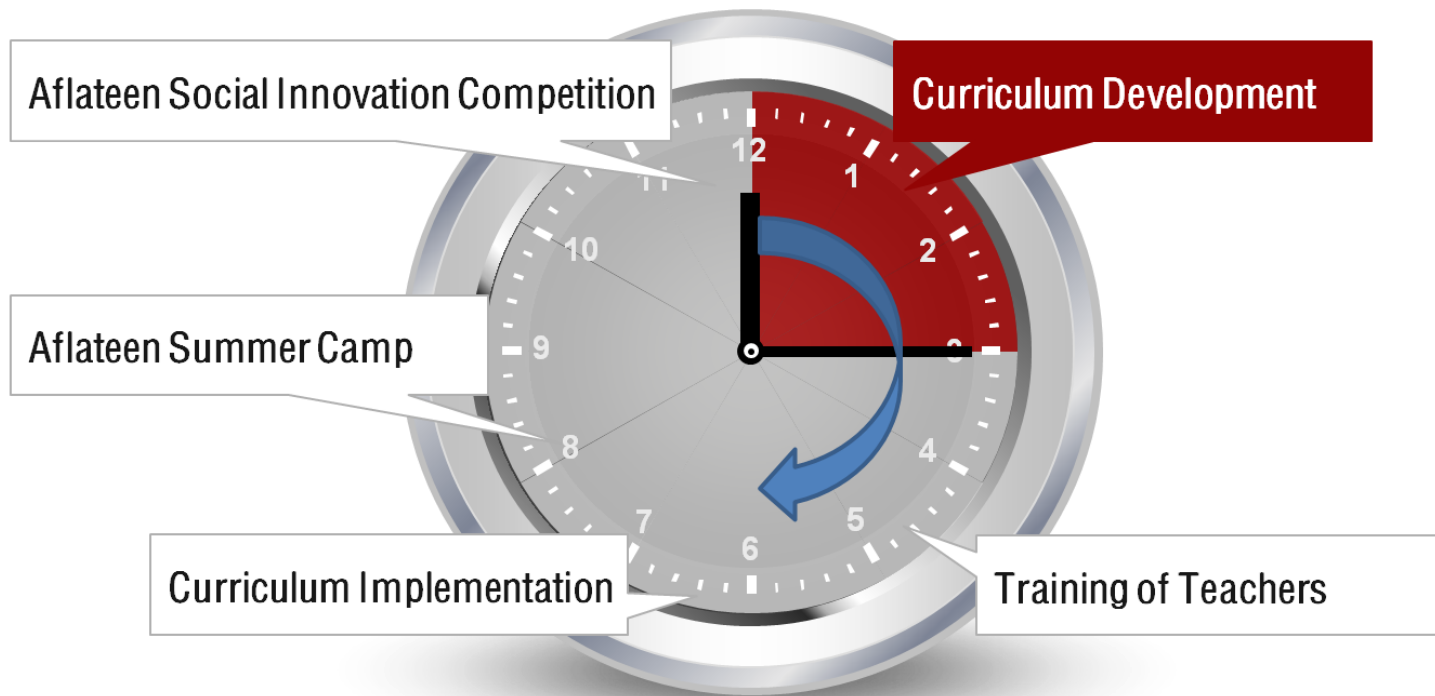 Aflateen Social Innovation Competition
Curriculum Development
12
1
11
2
10
Aflateen Summer Camp
9
3
8
4
7
5
6
Curriculum Implementation
Training of Teachers